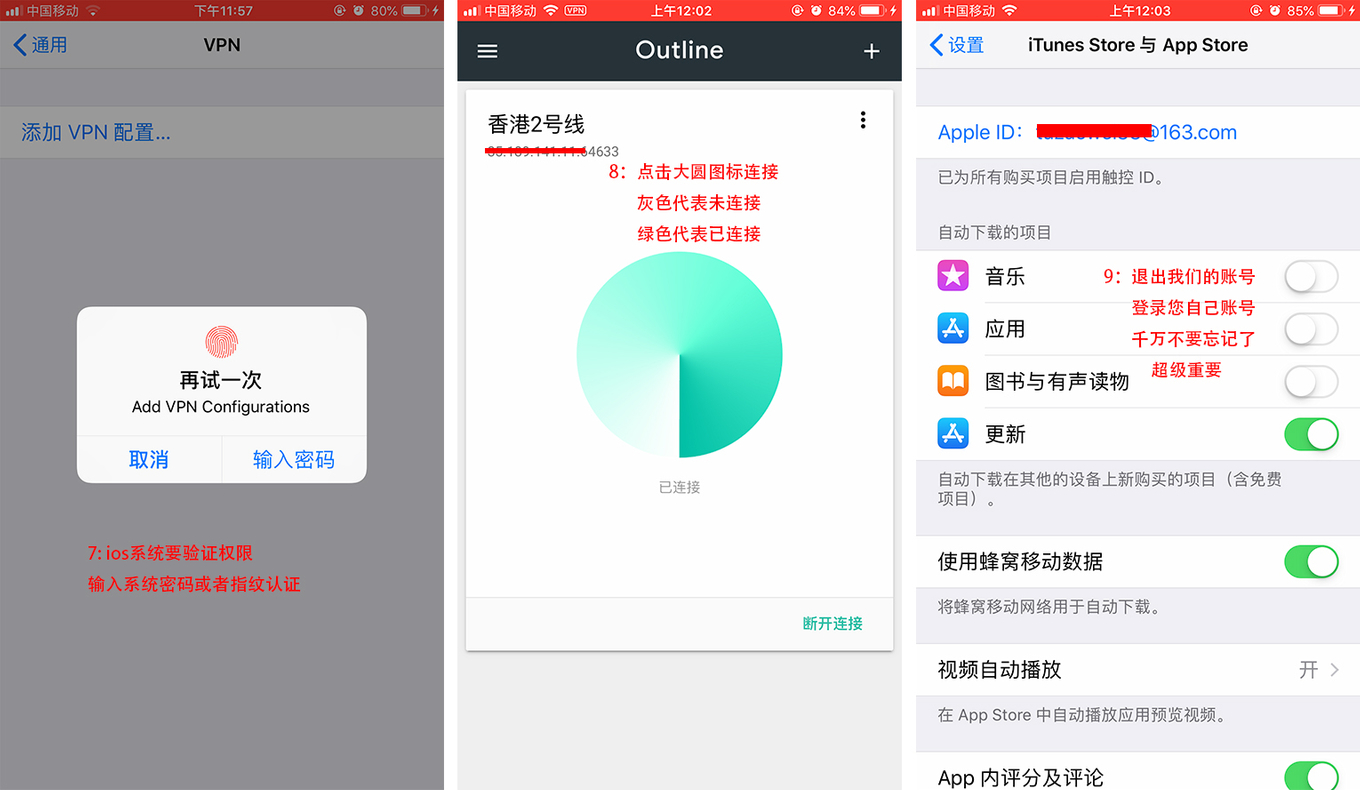 中国移动
下午11:57
80%
通用
VPN
添加 VPN 配置...
再试一次
Add VPN Configurations
取消
输入密码
7: ios系统要验证权限
输入系统密码或者指纹认证
中国移动
VPN
上午12:02
84%
Outline
香港2号线
64633
8：点击大圆图标连接
灰色代表未连接
绿色代表已连接
已连接
断开连接
中国移动
上午12:03
85%
设置
iTunes Store 与 App Store
Apple ID：
@163.com
已为所有购买项目启用触控 ID。
自动下载的项目
音乐
应用
图书与有声读物
更新
9：退出我们的账号
登录您自己账号
千万不要忘记了
超级重要
自动下载在其他的设备上新购买的项目（含免费
项目）。
使用蜂窝移动数据
将蜂窝移动网络用于自动下载。
视频自动播放
开
在 App Store 中自动播放应用预览视频。
App 内评分及评论